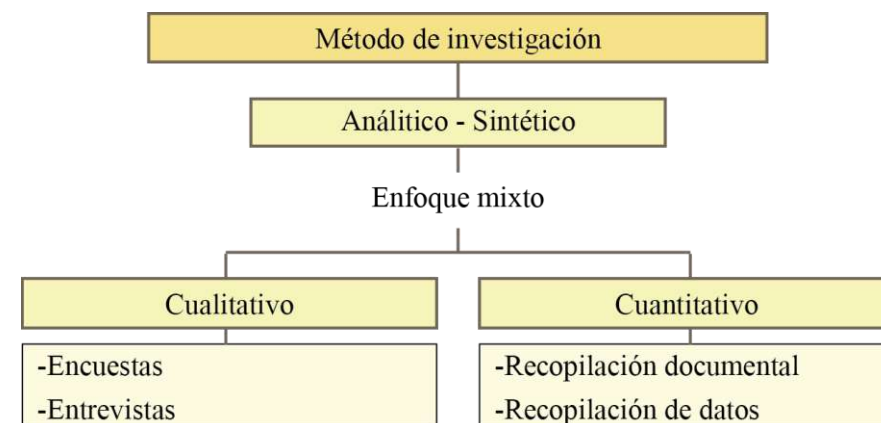 Método de investigación
Análitico - Sintético
Enfoque mixto
Cualitativo
Cuantitativo
-Encuestas
-Entrevistas
-Recopilación documental
-Recopilación de datos